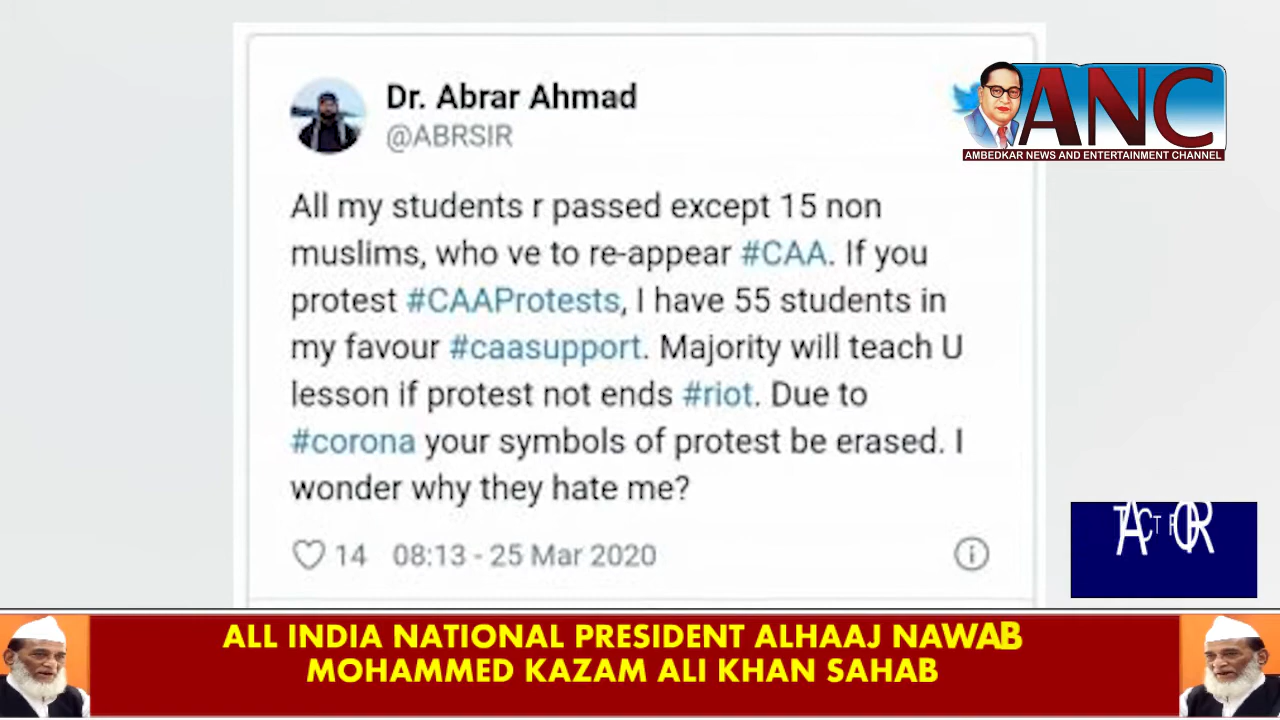 Dr. Abrar Ahmad
@ABRSIR
ANC
AMBEDKAR NEWS AND ENTERTAINMENT CHANNEL
All my students r passed except 15 non
muslims, who ve to re-appear #CAA. If you
protest #CAAProtests, I have 55 students in
my favour #caasupport. Majority will teach U
lesson if protest not ends #riot. Due to
#corona your symbols of protest be erased. I
wonder why they hate me?
14 08:13 - 25 Mar 2020
ALL INDIA NATIONAL PRESIDENT ALHAAJ NAWAB
MOHAMMED KAZAM ALI KHAN SAHAB